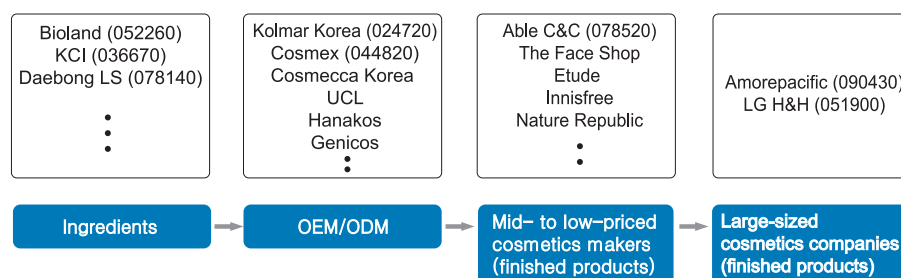 Bioland (052260)
KCI (036670)
Daebong LS (078140)
Kolmar Korea (024720)
Cosmex (044820)
Cosmecca Korea
UCL
Hanakos
Genicos
Able C&C (078520)
The Face Shop
Etude
Innisfree
Nature Republic
Amorepacific (090430)
LG H&H (051900)
Ingredients
OEM/ODM
Mid- to low-priced
cosmetics makers
(finished products)
Large-sized
cosmetics companies
(finished products)